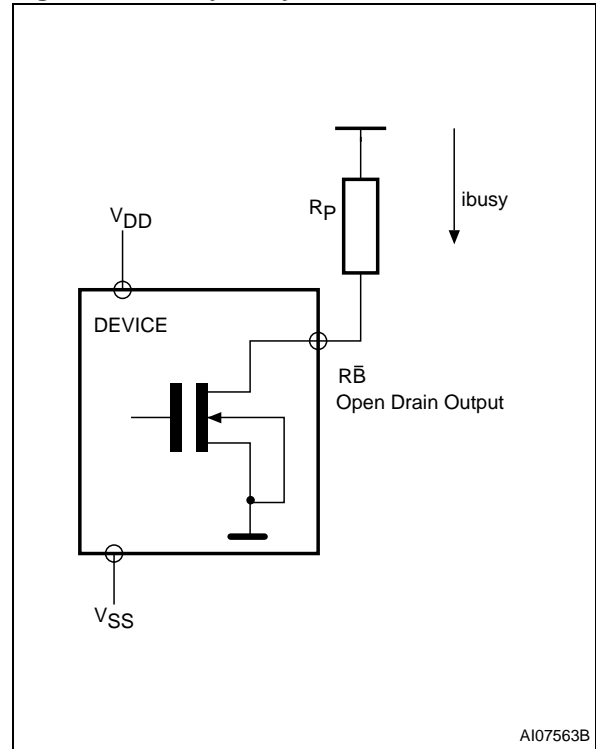 RP
ibusy
VDD
DEVICE
RB̅
Open Drain Output
VSS
AI07563B